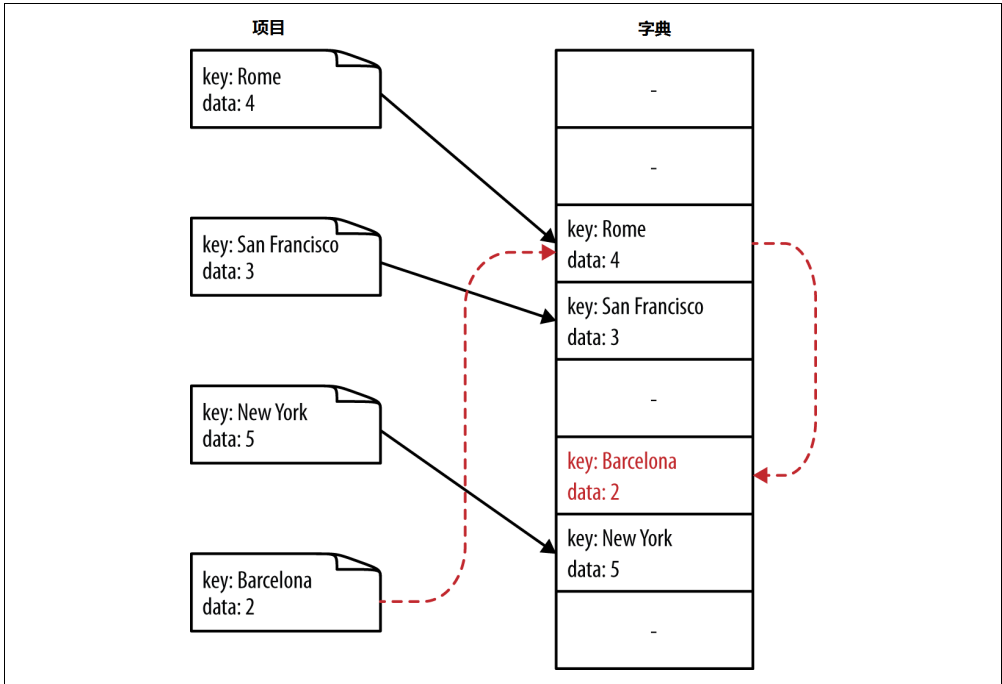 项目
key: Rome
data: 4
key: San Francisco
data: 3
key: New York
data: 5
key: Barcelona
data: 2
字典
-
-
key: Rome
data: 4
key: San Francisco
data: 3
-
key: Barcelona
data: 2
key: New York
data: 5
-